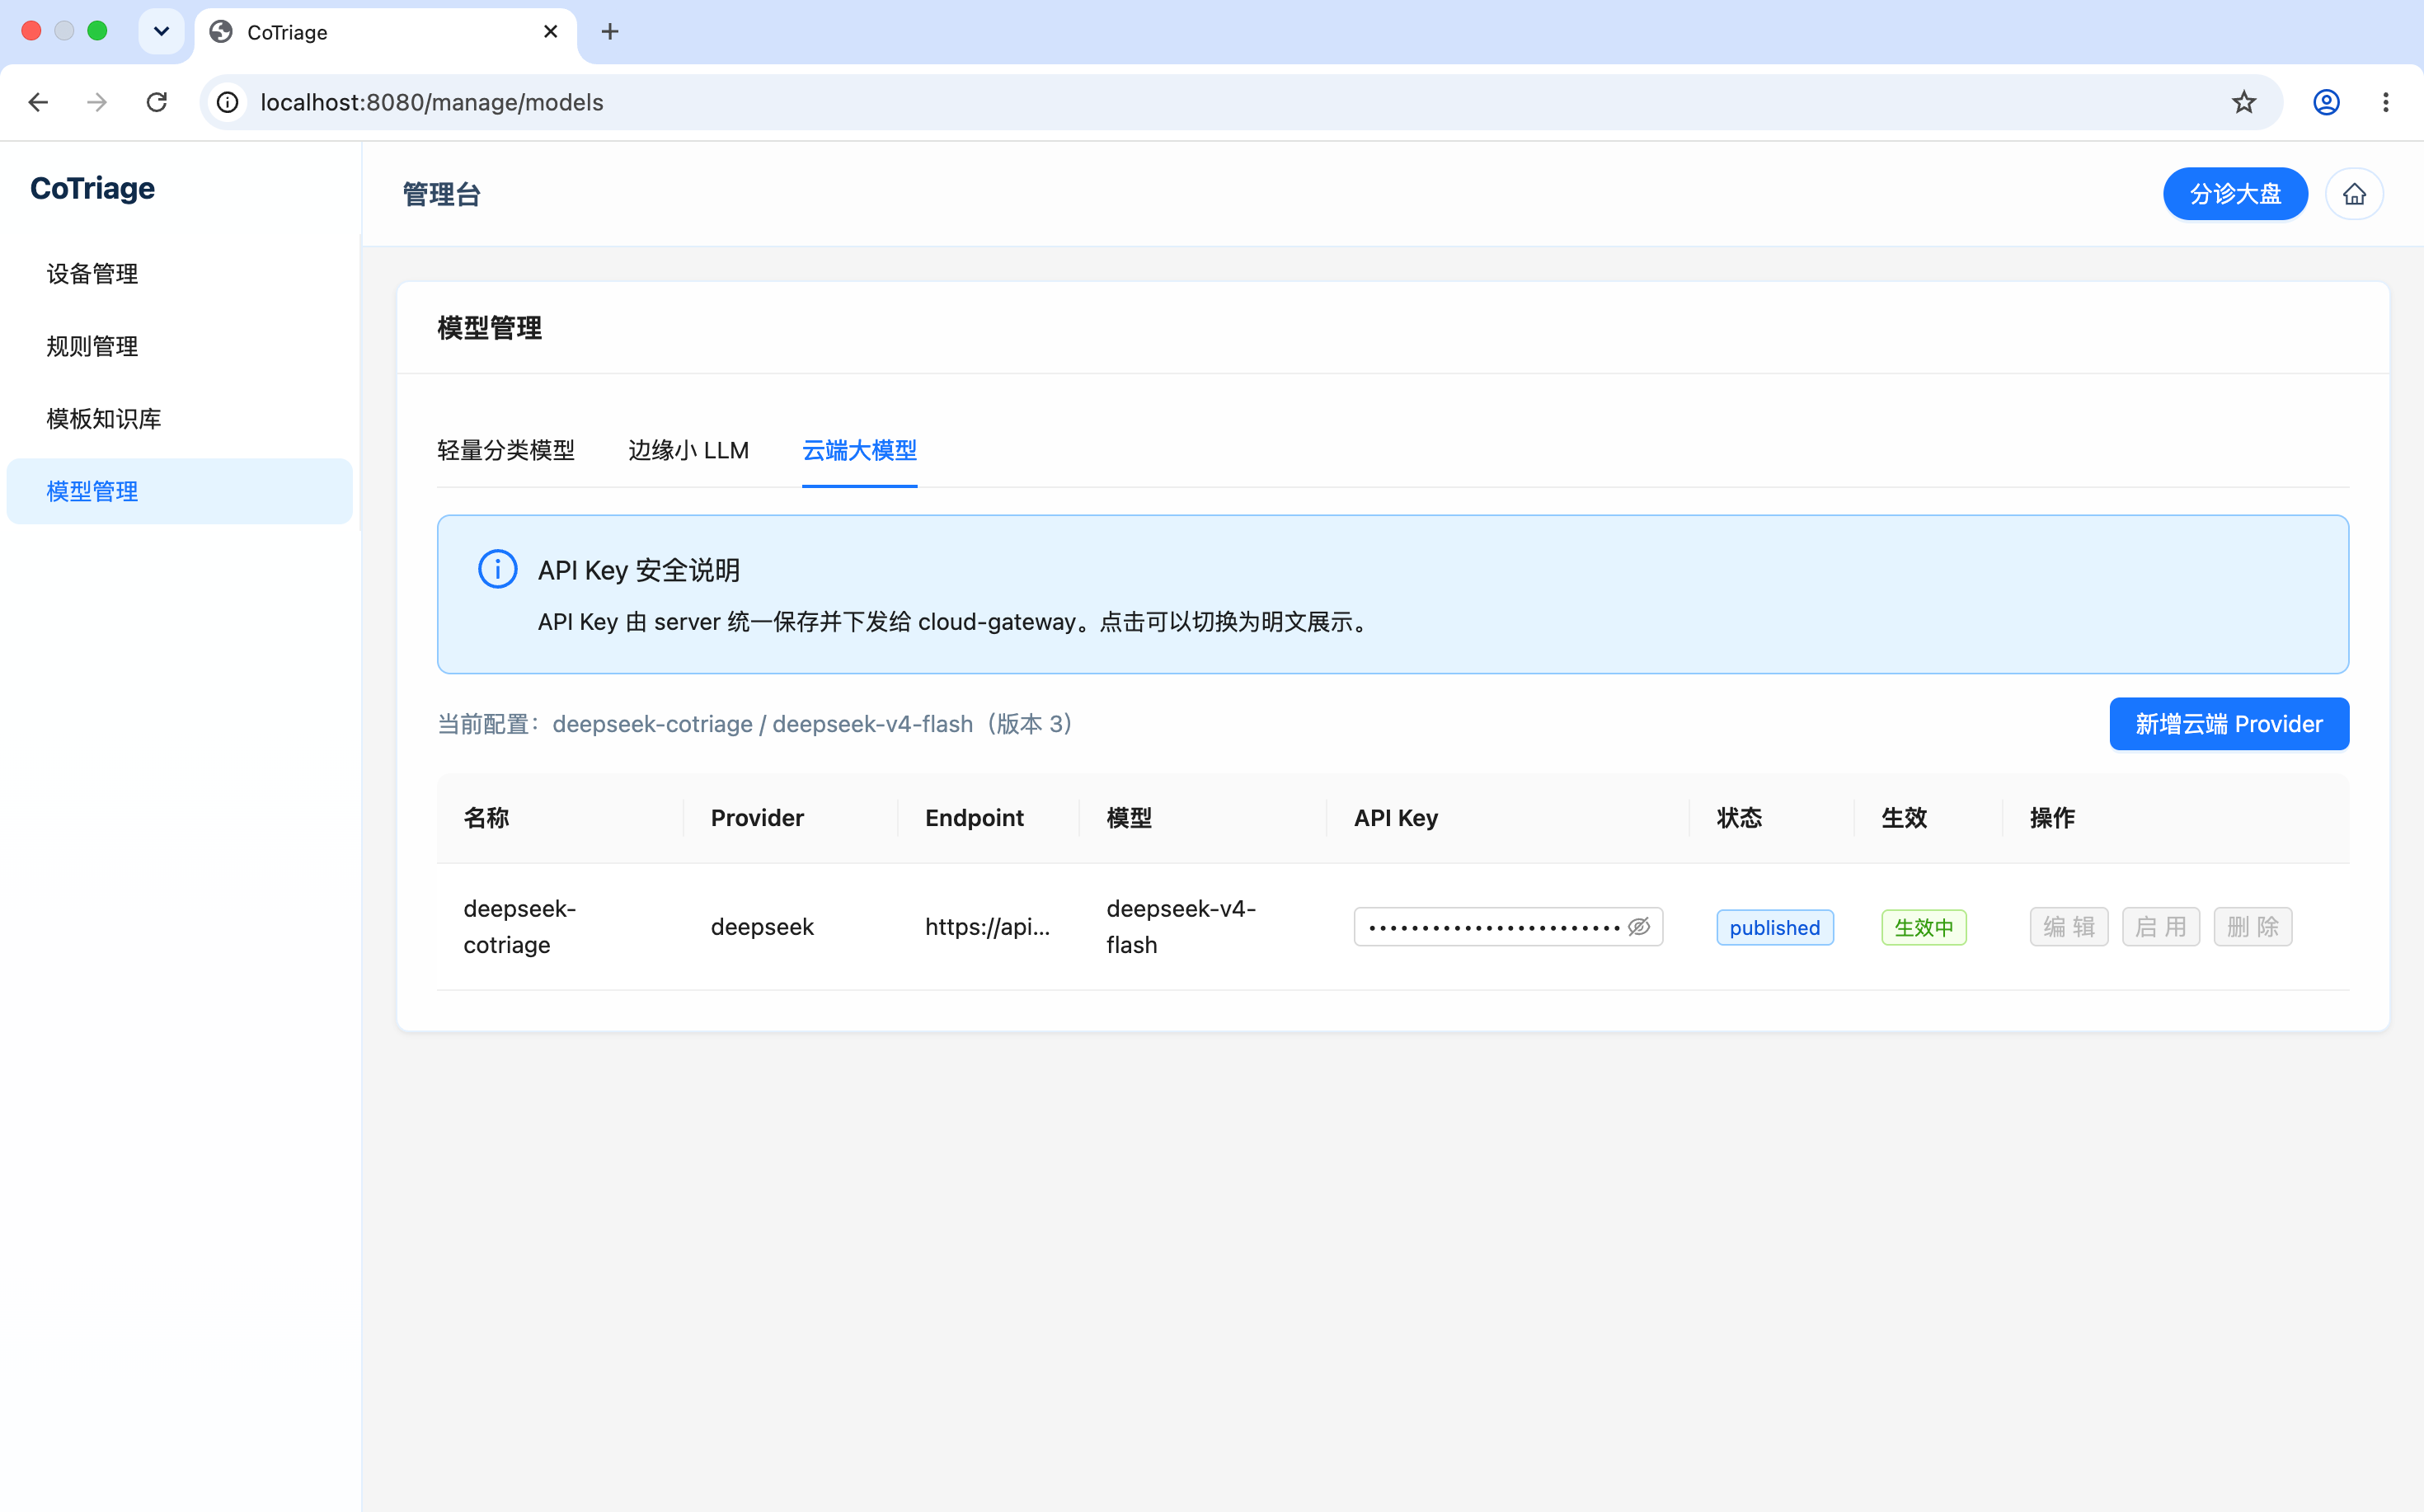 CoTriage
localhost:8080/manage/models
CoTriage
管理台
分诊大盘
设备管理
规则管理
模板知识库
模型管理
模型管理
轻量分类模型
边缘小 LLM
云端大模型
API Key 安全说明
API Key 由 server 统一保存并下发给 cloud-gateway。点击可以切换为明文展示。
当前配置：deepseek-cotriage / deepseek-v4-flash（版本 3）
新增云端 Provider
名称
Provider
Endpoint
模型
API Key
状态
生效
操作
deepseek-
cotriage
deepseek
https://api...
deepseek-v4-
flash
published
生效中
编 辑
启 用
删 除